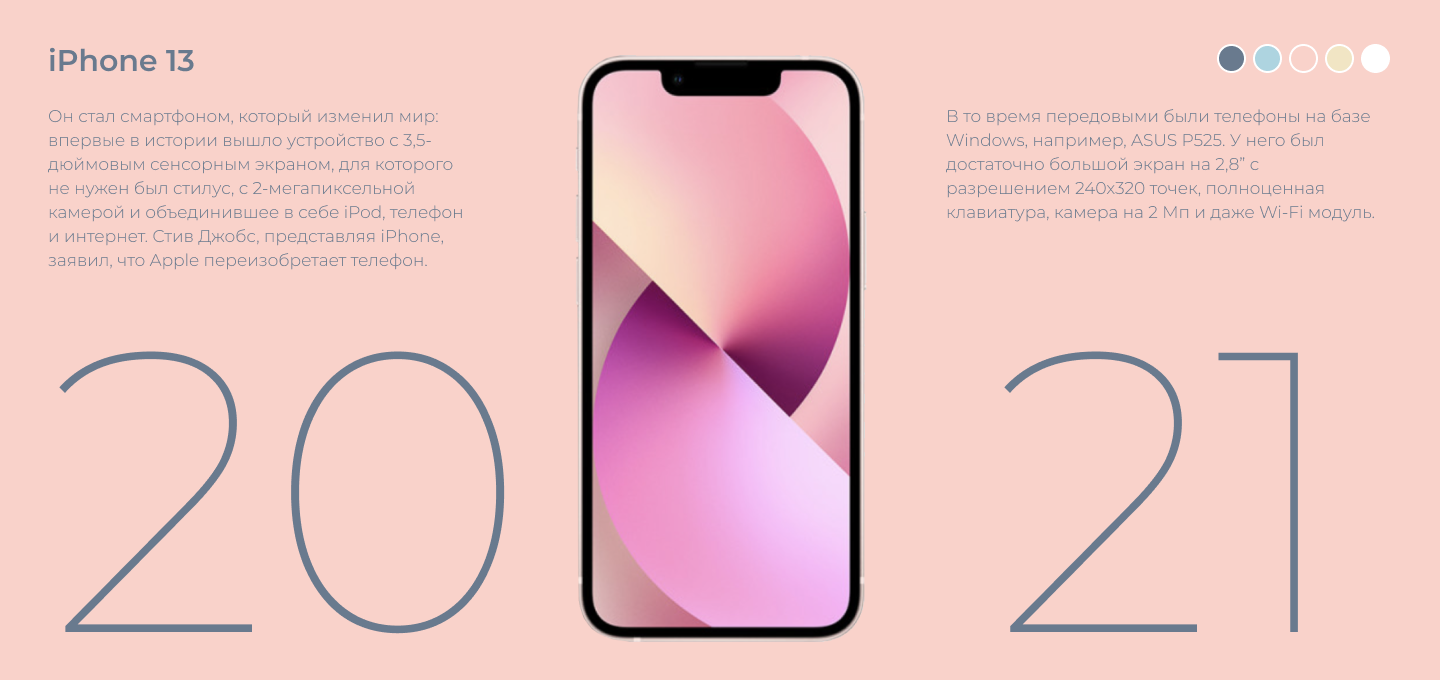 iPhone 13
Он стал смартфоном, который изменил мир:
впервые в истории вышло устройство с 3,5-
дюймовым сенсорным экраном, для которого
не нужен был стилус, с 2-мегапиксельной
камерой и объединившее в себе iPod, телефон
и интернет. Стив Джобс, представляя iPhone,
заявил, что Apple переизобретает телефон.
В то время передовыми были телефоны на базе
Windows, например, ASUS P525. У него был
достаточно большой экран на 2,8” с
разрешением 240x320 точек, полноценная
клавиатура, камера на 2 Мп и даже Wi-Fi модуль.
20 21